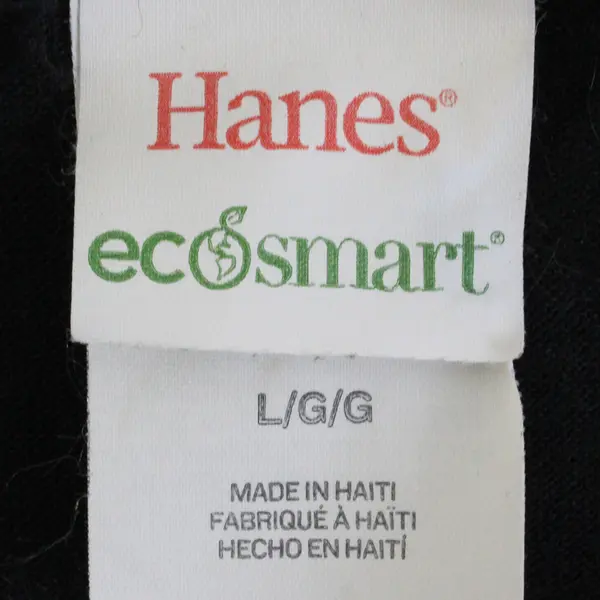 Hanes®
ecosmart®
L/G/G
MADE IN HAITI
FABRIQUÉ À HAÏTI
HECHO EN HAITÍ